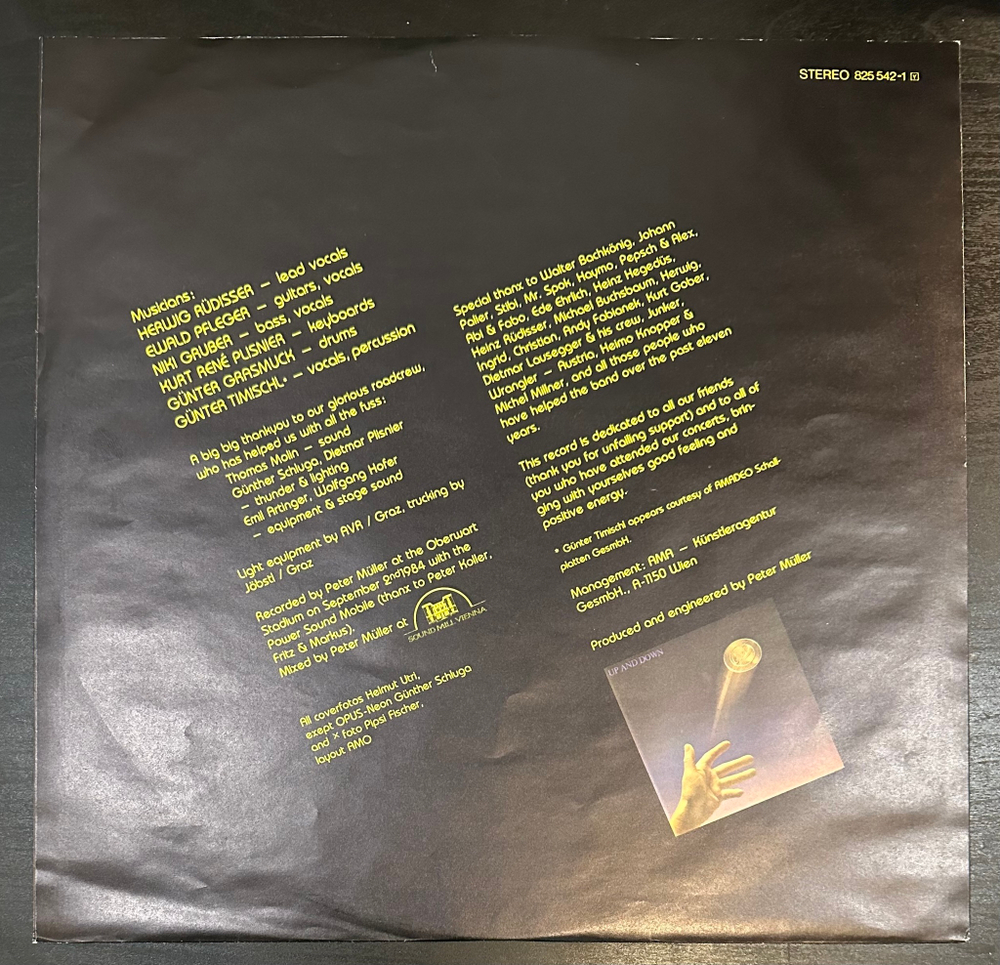 STEREO 825 542-1 Y
Musicians:
HERWIG RÜDISSER – lead vocals
EWALD PFLEGER – guitars, vocals
NIKI GRUBER – bass, vocals
KURT RENÉ PLISNIER – keyboards
GÜNTER GRASMUCK – drums
GÜNTER TIMISCHL* – vocals, percussion
A big big thankyou to our glorious roadcrew,
who has helped us with all the fuss:
Thomas Molin – sound
Günter Schluga, Dietmar Plisnier
– thunder & lighting
Emil Artinger, Wolfgang Hofer
– equipment & stage sound
Light equipment by AVA / Graz, trucking by
Jöbstl / Graz
Recorded by Peter Müller at the Oberwart
Stadium on September 2nd 1984 with the
Power Sound Mobile (thanx to Peter Holler,
Fritz & Markus).
Mixed by Peter Müller at
SOUND MILL VIENNA
All coverfotos Helmut Utri,
exept OPUS-Neon Günther Schluga
and × foto Pipsi Fischer,
layout AMO
Special thanx to Walter Bachkönig, Johann
Paller, Stibl, Mr. Spok, Haymo, Pepsch & Alex,
Abi & Fabo, Ede Ehrlich, Heinz Hegedüs,
Heinz Rüdisser, Michael Buchsbaum, Herwig,
Ingrid, Christian, Andy Fabianek, Kurt Gober,
Dietmar Lausegger & his crew, Junker,
Wrangler – Austria, Heimo Knopper &
Michel Millner, and all those people who
have helped the band over the past eleven
years.
This record is dedicated to all our friends
(thank you for unfailing support) and to all of
you who have attended our concerts, brin-
ging with yourselves good feeling and
positive energy.
* Günter Timischl appears courtesy of AMADEO Schall-
platten GesmbH.
Management: AMA – Künstleragentur
GesmbH., A-1150 Wien
Produced and engineered by Peter Müller
UP AND DOWN